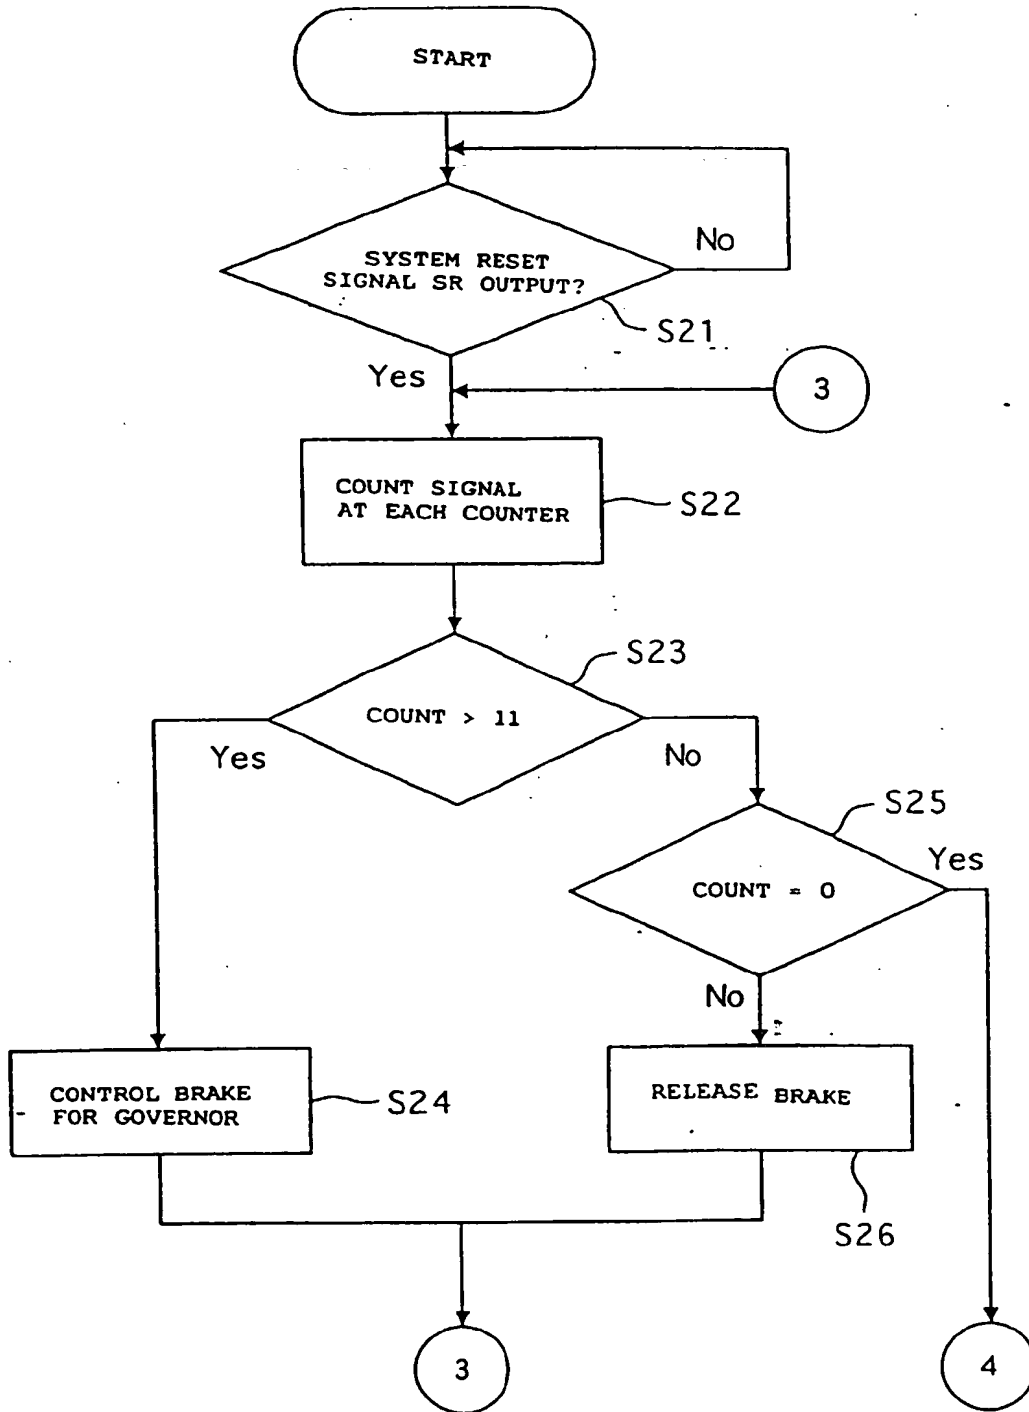 START
No
SYSTEM RESET
SIGNAL SR OUTPUT?
S21
Yes
3
COUNT SIGNAL
AT EACH COUNTER
S22
S23
COUNT > 11
Yes
No
S25
Yes
COUNT = 0
No
CONTROL BRAKE
FOR GOVERNOR
S24
RELEASE BRAKE
S26
3
4